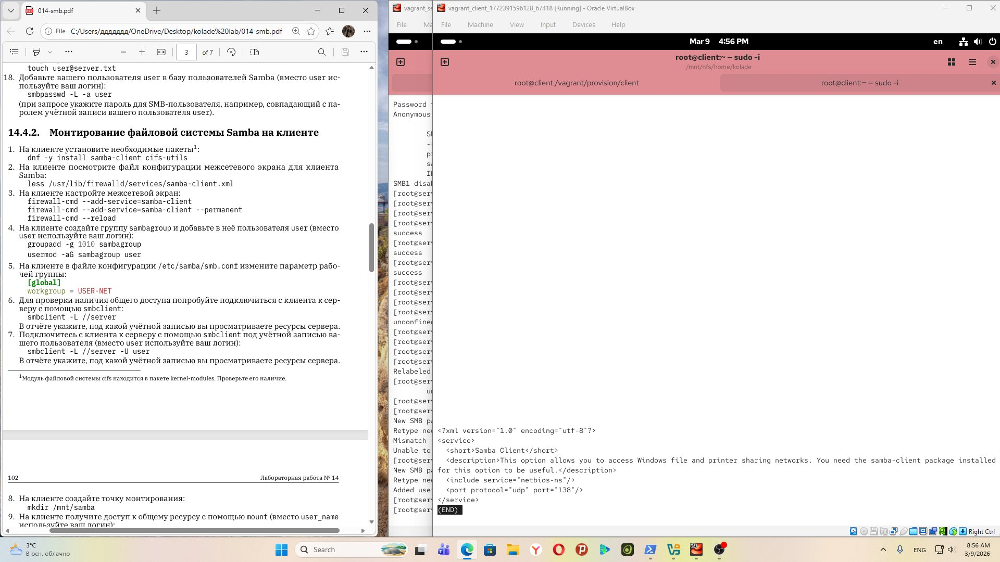 014-smb.pdf
File
C:/Users/ддддддд/OneDrive/Desktop/kolade%20lab/014-smb.pdf
3 of 7
touch user@server.txt
18. Добавьте вашего пользователя user в базу пользователей Samba (вместо user ис-
пользуйте ваш логин):
smbpasswd -L -a user
(при запросе укажите пароль для SMB-пользователя, например, совпадающий с па-
ролем учётной записи вашего пользователя user).
14.4.2. Монтирование файловой системы Samba на клиенте
1. На клиенте установите необходимые пакеты1:
dnf -y install samba-client cifs-utils
2. На клиенте посмотрите файл конфигурации межсетевого экрана для клиента
Samba:
less /usr/lib/firewalld/services/samba-client.xml
3. На клиенте настройте межсетевой экран:
firewall-cmd --add-service=samba-client
firewall-cmd --add-service=samba-client --permanent
firewall-cmd --reload
4. На клиенте создайте группу sambagroup и добавьте в неё пользователя user (вместо
user используйте ваш логин):
groupadd -g 1010 sambagroup
usermod -aG sambagroup user
5. На клиенте в файле конфигурации /etc/samba/smb.conf измените параметр рабо-
чей группы:
[global]
workgroup = USER-NET
6. Для проверки наличия общего доступа попробуйте подключиться с клиента к сер-
веру с помощью smbclient:
smbclient -L //server
В отчёте укажите, под какой учётной записью вы просматриваете ресурсы сервера.
7. Подключитесь с клиента к серверу с помощью smbclient под учётной записью ва-
шего пользователя (вместо user используйте ваш логин):
smbclient -L //server -U user
В отчёте укажите, под какой учётной записью вы просматриваете ресурсы сервера.
1Модуль файловой системы cifs находится в пакете kernel-modules. Проверьте его наличие.
102 Лабораторная работа № 14
8. На клиенте создайте точку монтирования:
mkdir /mnt/samba
9. На клиенте получите доступ к общему ресурсу с помощью mount (вместо user_name
используйте ваш логин):
vagrant_se
File Ma
Password
Anonymous
SMB1 disab
[root@serv
[root@serv
[root@serv
[root@serv
success
[root@serv
success
[root@serv
success
[root@serv
[root@serv
[root@serv
[root@serv
unconfined
[root@serv
[root@serv
[root@serv
[root@serv
Relabeled
[root@serv
un
[root@serv
[root@serv
New SMB pa
Retype new
Mismatch -
Unable to
[root@serv
New SMB pa
Retype new
Added user
[root@serv
[root@serv
vagrant_client_1772391596128_67418 [Running] - Oracle VirtualBox
File Machine View Input Devices Help
Mar 9 4:56 PM
en
root@client:~ — sudo -i
/mnt/nfs/home/kolade
root@client:/vagrant/provision/client
root@client:~ — sudo -i
<?xml version="1.0" encoding="utf-8"?>
<service>
<short>Samba Client</short>
<description>This option allows you to access Windows file and printer sharing networks. You need the samba-client package installed
for this option to be useful.</description>
<include service="netbios-ns"/>
<port protocol="udp" port="138"/>
</service>
(END)
Right Ctrl
3°C
В осн. облачно
Search
ENG
8:56 AM
3/9/2026